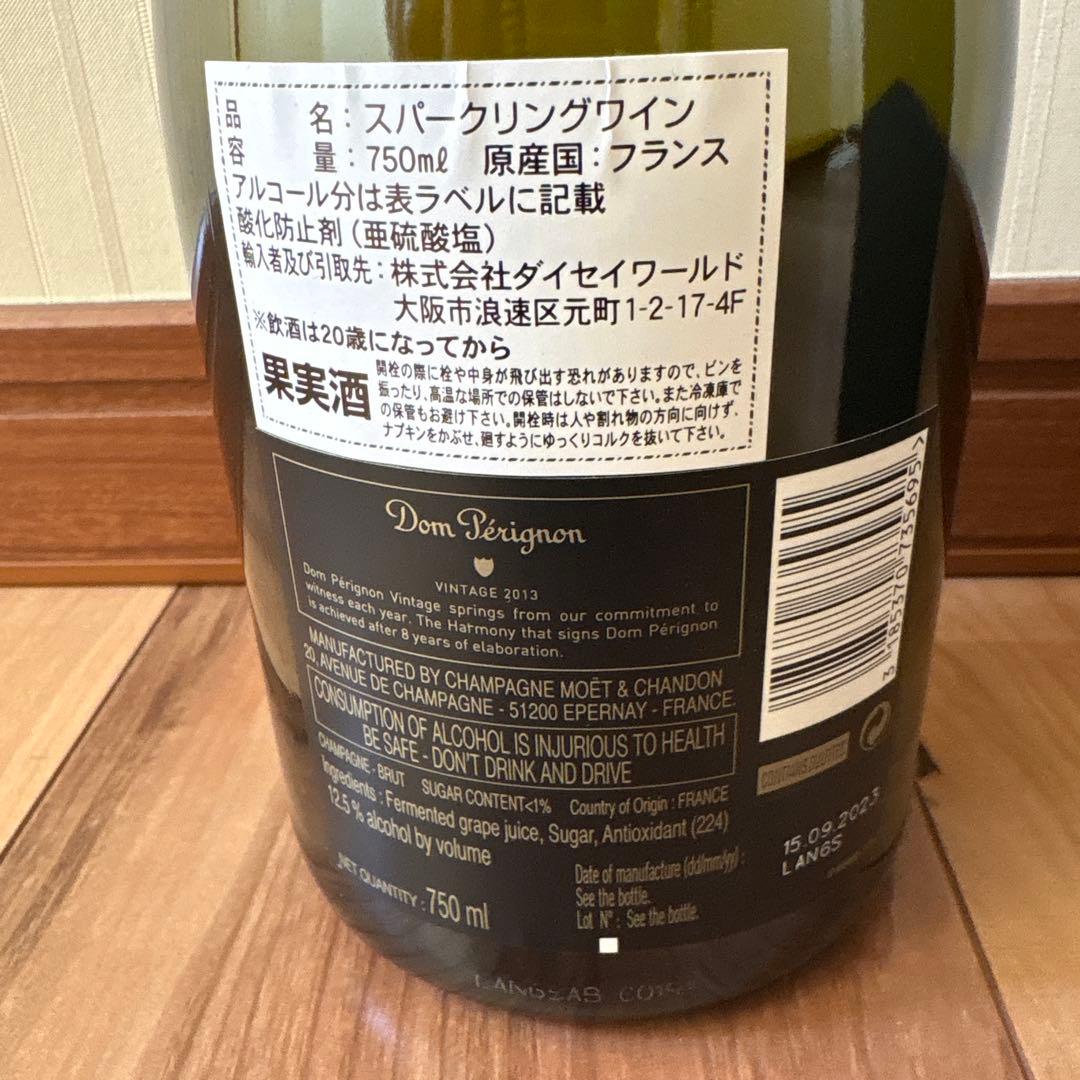 品名：スパークリングワイン
容量：750mℓ 原産国：フランス
アルコール分は表ラベルに記載
酸化防止剤（亜硫酸塩）
輸入者及び引取先：株式会社ダイセイワールド
大阪市浪速区元町1-2-17-4F
※飲酒は20歳になってから
果実酒
開栓の際に栓や中身が飛び出す恐れがありますので、ビンを
振ったり、高温な場所での保管はしないで下さい。また冷凍庫で
の保管もお避け下さい。開栓時は人や割れ物の方向に向けず、
ナプキンをかぶせ、廻すようにゆっくりコルクを抜いて下さい。
Dom Pérignon
VINTAGE 2013
Dom Pérignon Vintage springs from our commitment to
witness each year. The Harmony that signs Dom Pérignon
is achieved after 8 years of elaboration.
MANUFACTURED BY CHAMPAGNE MOËT & CHANDON
20, AVENUE DE CHAMPAGNE - 51200 EPERNAY - FRANCE.
CONSUMPTION OF ALCOHOL IS INJURIOUS TO HEALTH
BE SAFE - DON'T DRINK AND DRIVE
CHAMPAGNE - BRUT SUGAR CONTENT<1% Country of Origin : FRANCE
Ingredients : Fermented grape juice, Sugar, Antioxidant (224)
12.5 % alcohol by volume
NET QUANTITY : 750 ml
Date of manufacture (dd/mm/yy) :
See the bottle.
Lot N° : See the bottle.
3 185370 735695 >
CONTAINS SULFITES
15.09.2023
LAN6S